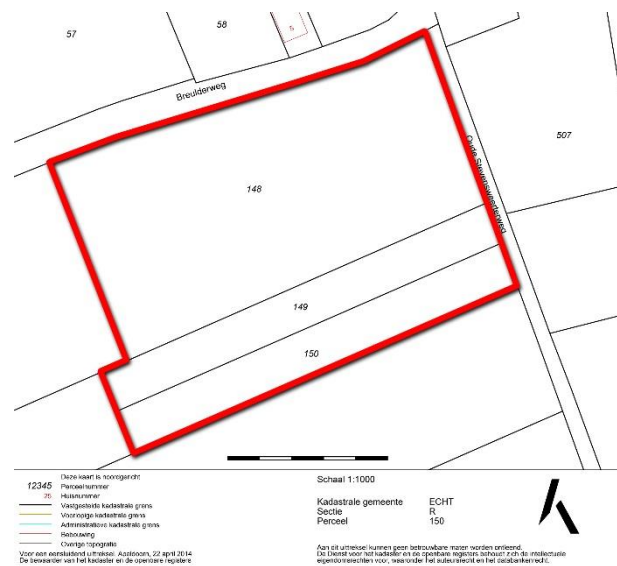 57
58
Breulderweg
507
Oude Stevensweerterweg
148
149
150
Deze kaart is noordgericht
12345 Perceelnummer
25 Huisnummer
Vastgestelde kadastrale grens
Voorlopige kadastrale grens
Administratieve kadastrale grens
Bebouwing
Overige topografie
Voor een eensluidend uittreksel, Apeldoorn, 22 april 2014
De bewaarder van het kadaster en de openbare registers
Schaal 1:1000
Kadastrale gemeente ECHT
Sectie R
Perceel 150
Aan dit uittreksel kunnen geen betrouwbare maten worden ontleend.
De Dienst voor het kadaster en de openbare registers behoudt zich de intellectuele
eigendomsrechten voor, waaronder het auteursrecht en het databankenrecht.